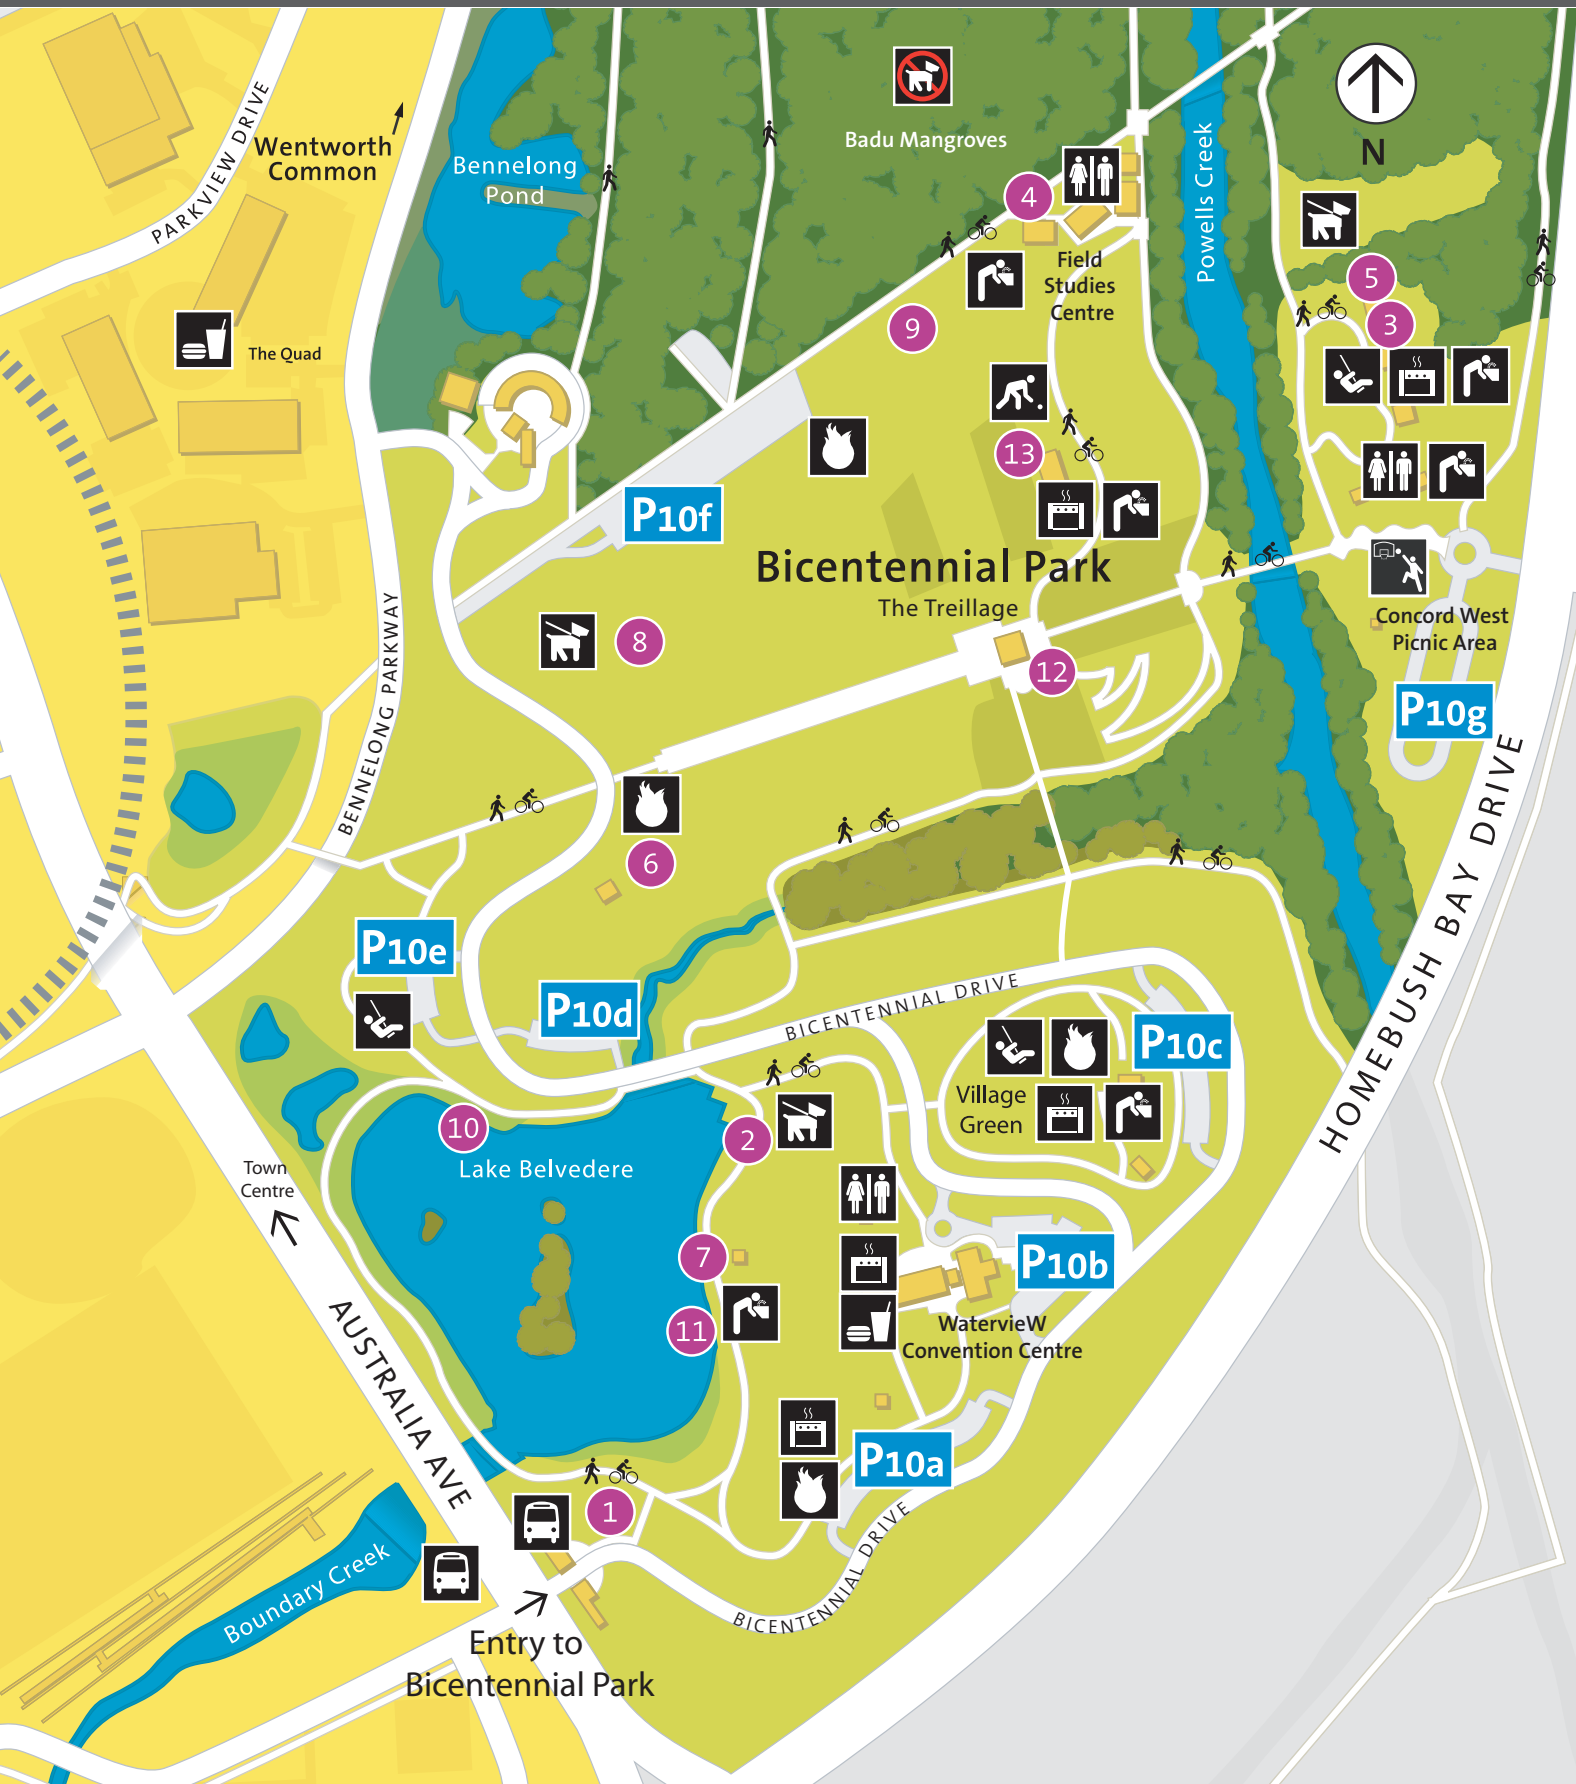 PARKVIEW DRIVE
Wentworth
Common
Bennelong
Pond
Badu Mangroves
Powells Creek
N
4
Field
Studies
Centre
5
3
9
The Quad
13
P10f
Bicentennial Park
The Treillage
Concord West
Picnic Area
8
12
P10g
BENNELONG PARKWAY
6
HOMEBUSH BAY DRIVE
P10e
P10d
BICENTENNIAL DRIVE
P10c
Village
Green
10
2
Lake Belvedere
Town
Centre
7
P10b
11
WatervieW
Convention Centre
AUSTRALIA AVE
P10a
1
Boundary Creek
BICENTENNIAL DRIVE
Entry to
Bicentennial Park